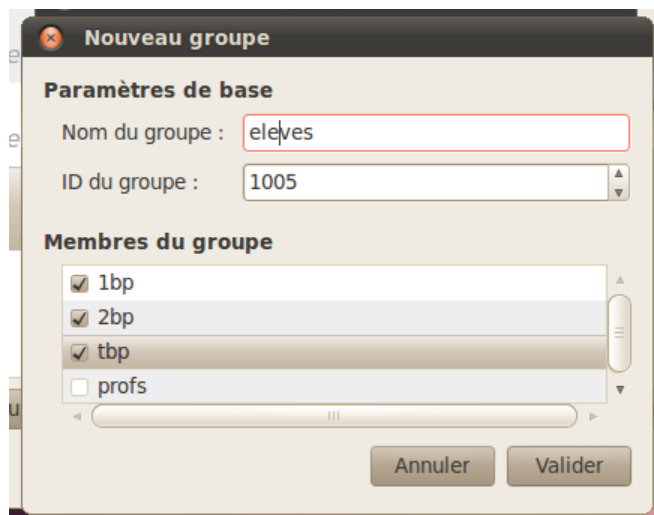 Nouveau groupe
Paramètres de base
Nom du groupe : eleves
ID du groupe : 1005
Membres du groupe
1bp
2bp
tbp
profs
Annuler Valider